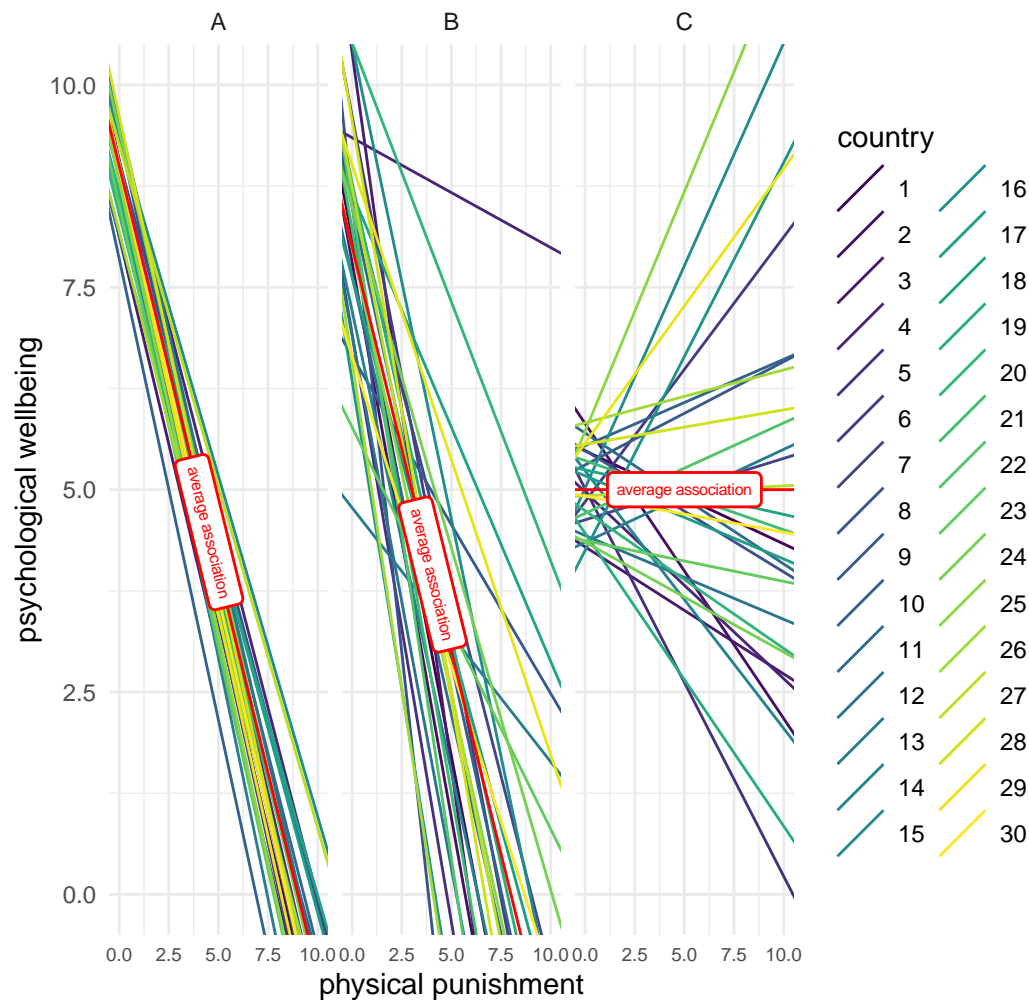 A B C
10.0
7.5
5.0
2.5
0.0
psychological wellbeing
average association
average association
average association
0.0 2.5 5.0 7.5 10.0 0.0 2.5 5.0 7.5 10.0 0.0 2.5 5.0 7.5 10.0
physical punishment
country
1 16
2 17
3 18
4 19
5 20
6 21
7 22
8 23
9 24
10 25
11 26
12 27
13 28
14 29
15 30